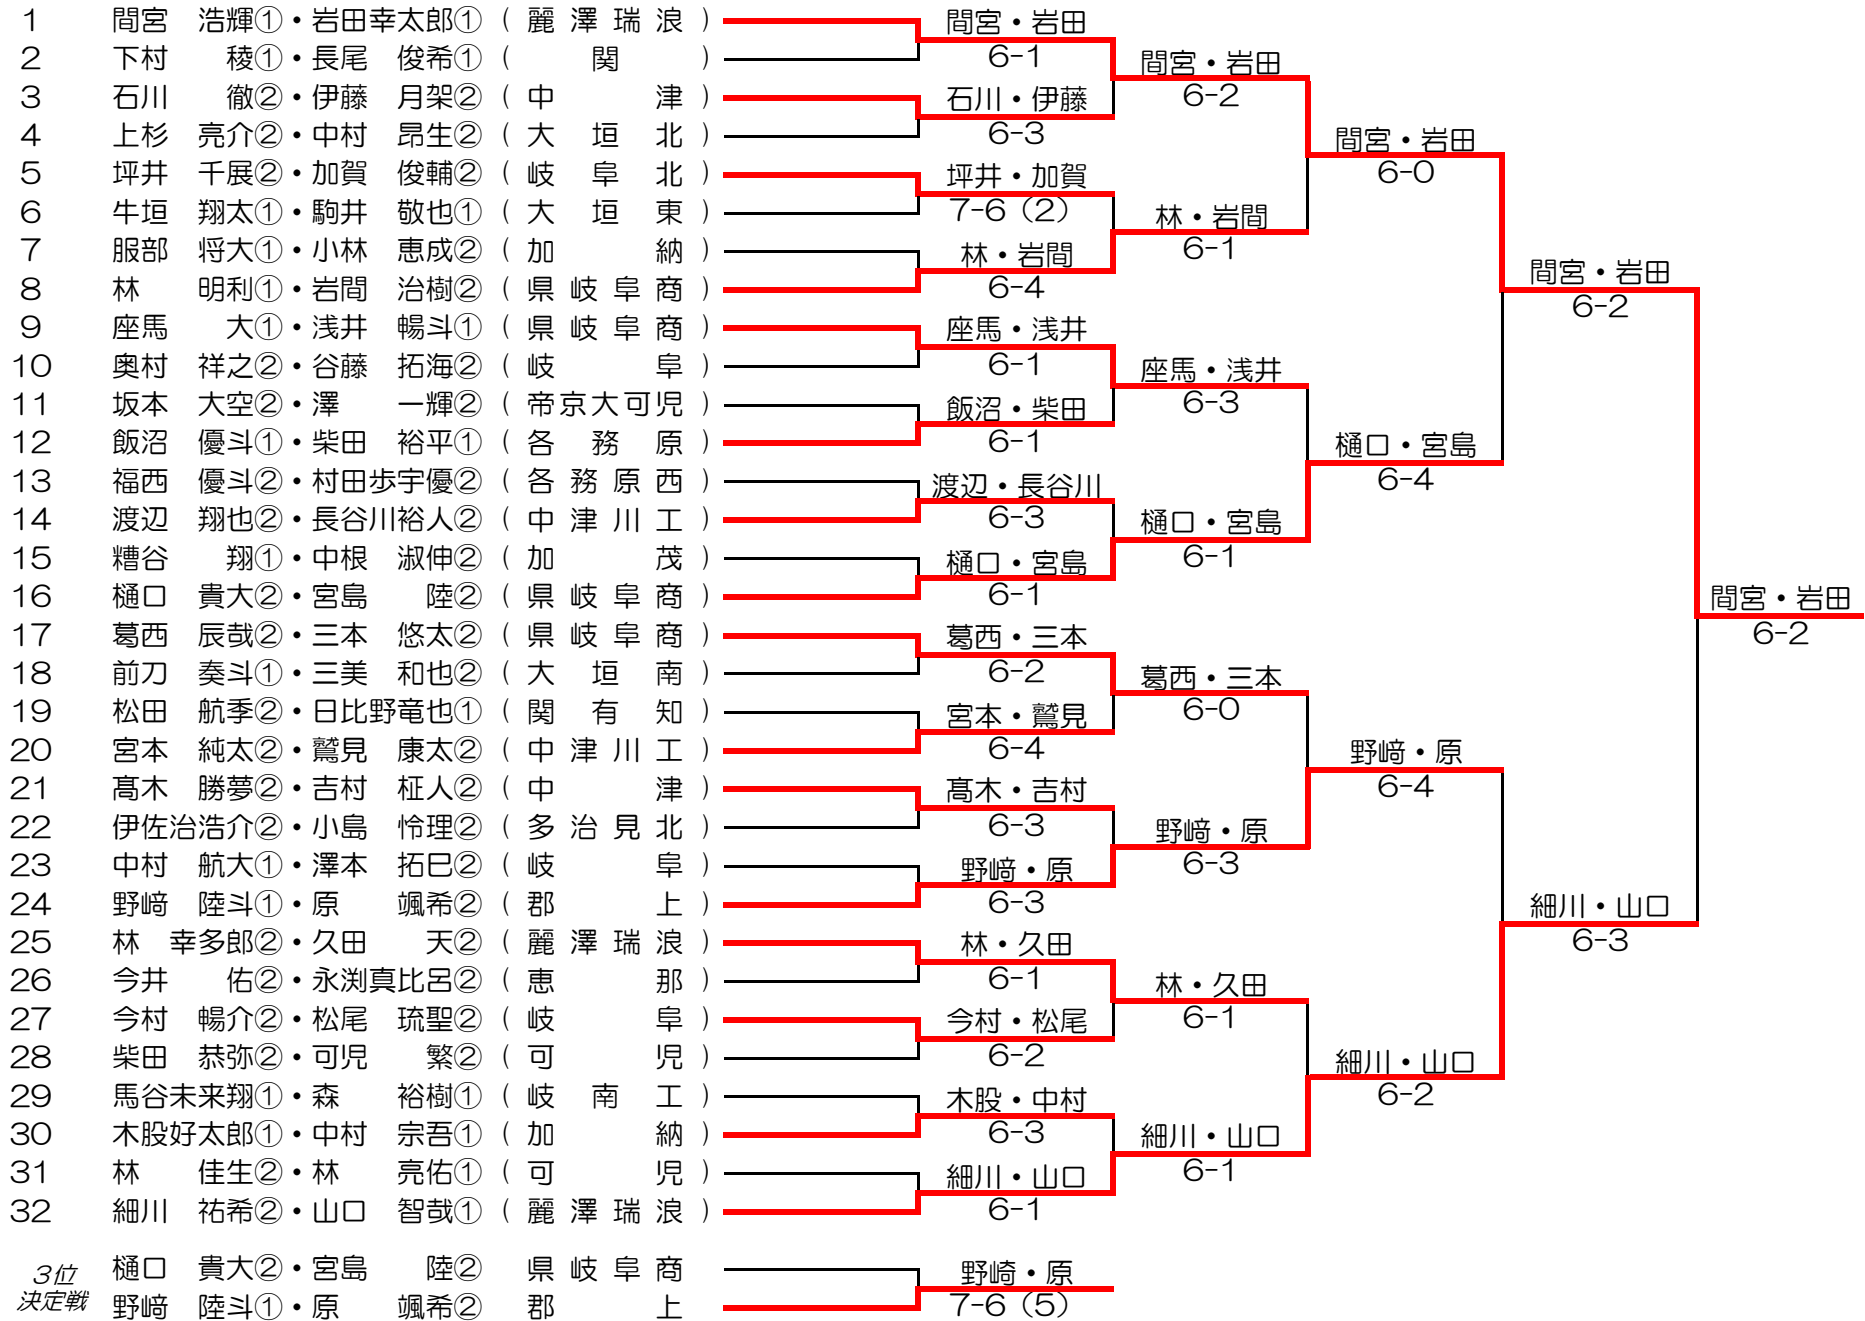 1 間宮 浩輝①・岩田幸太郎① ( 麗澤瑞浪 )
間宮・岩田
6-1
2 下村 稜①・長尾 俊希① ( 関 )
間宮・岩田
6-2
3 石川 徹②・伊藤 月架② ( 中津 )
石川・伊藤
6-3
4 上杉 亮介②・中村 昂生② ( 大垣北 )
間宮・岩田
6-0
5 坪井 千展②・加賀 俊輔② ( 岐阜北 )
坪井・加賀
7-6 (2)
6 牛垣 翔太①・駒井 敬也① ( 大垣東 )
林・岩間
6-1
7 服部 将大①・小林 恵成② ( 加納 )
林・岩間
6-4
8 林 明利①・岩間 治樹② ( 県岐阜商 )
間宮・岩田
6-2
9 座馬 大①・浅井 暢斗① ( 県岐阜商 )
座馬・浅井
6-1
10 奥村 祥之②・谷藤 拓海② ( 岐阜 )
座馬・浅井
6-3
11 坂本 大空②・澤 一輝② ( 帝京大可児 )
飯沼・柴田
6-1
12 飯沼 優斗①・柴田 裕平① ( 各務原 )
樋口・宮島
6-4
13 福西 優斗②・村田歩宇優② ( 各務原西 )
渡辺・長谷川
6-3
14 渡辺 翔也②・長谷川裕人② ( 中津川工 )
樋口・宮島
6-1
15 糟谷 翔①・中根 淑伸② ( 加茂 )
樋口・宮島
6-1
16 樋口 貴大②・宮島 陸② ( 県岐阜商 )
間宮・岩田
6-2
17 葛西 辰哉②・三本 悠太② ( 県岐阜商 )
葛西・三本
6-2
18 前刀 奏斗①・三美 和也② ( 大垣南 )
葛西・三本
6-0
19 松田 航季②・日比野竜也① ( 関有知 )
宮本・鷲見
6-4
20 宮本 純太②・鷲見 康太② ( 中津川工 )
野﨑・原
6-4
21 髙木 勝夢②・吉村 柾人② ( 中津 )
髙木・吉村
6-3
22 伊佐治浩介②・小島 怜理② ( 多治見北 )
野﨑・原
6-3
23 中村 航大①・澤本 拓巳② ( 岐阜 )
野﨑・原
6-3
24 野﨑 陸斗①・原 颯希② ( 郡上 )
細川・山口
6-3
25 林 幸多郎②・久田 天② ( 麗澤瑞浪 )
林・久田
6-1
26 今井 佑②・永渕真比呂② ( 恵那 )
林・久田
6-1
27 今村 暢介②・松尾 琉聖② ( 岐阜 )
今村・松尾
6-2
28 柴田 恭弥②・可児 繁② ( 可児 )
細川・山口
6-2
29 馬谷未来翔①・森 裕樹① ( 岐南工 )
木股・中村
6-3
30 木股好太郎①・中村 宗吾① ( 加納 )
細川・山口
6-1
31 林 佳生②・林 亮佑① ( 可児 )
細川・山口
6-1
32 細川 祐希②・山口 智哉① ( 麗澤瑞浪 )
3位
決定戦
樋口 貴大②・宮島 陸② 県岐阜商
野﨑 陸斗①・原 颯希② 郡上
野崎・原
7-6 (5)